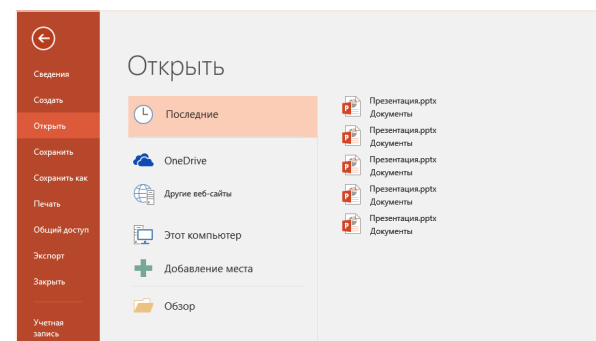 Открыть
Сведения
Создать
Открыть
Сохранить
Сохранить как
Печать
Общий доступ
Экспорт
Закрыть
Учетная
запись
Последние
OneDrive
Другие веб-сайты
Этот компьютер
Добавление места
Обзор
Презентация.pptx
Документы
Презентация.pptx
Документы
Презентация.pptx
Документы
Презентация.pptx
Документы
Презентация.pptx
Документы